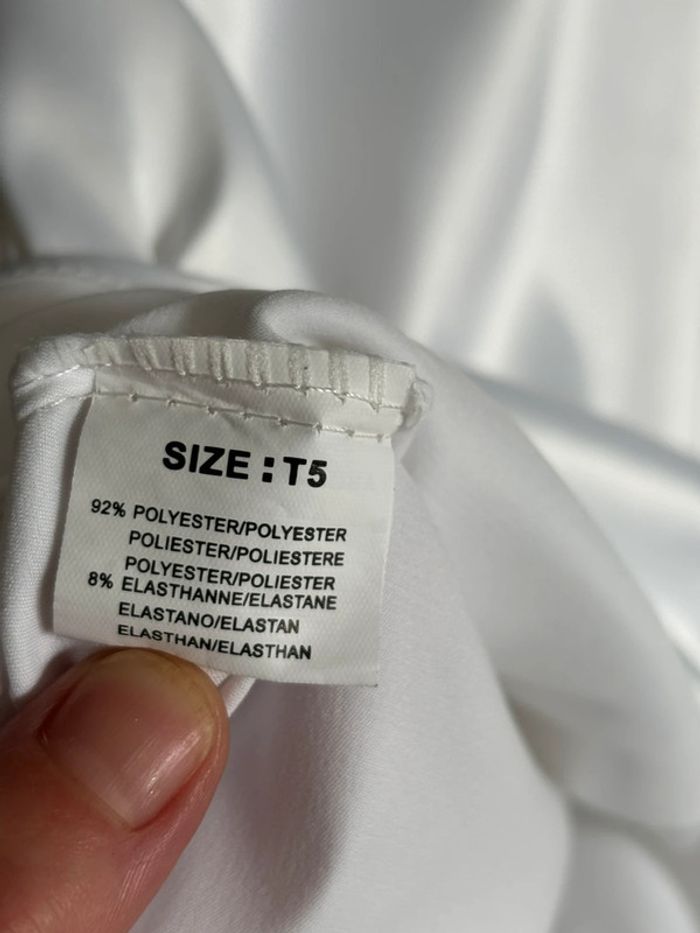 SIZE : T5
92% POLYESTER/POLYESTER
POLIESTER/POLIESTERE
POLYESTER/POLIESTER
8% ELASTHANNE/ELASTANE
ELASTANO/ELASTAN
ELASTHAN/ELASTHAN